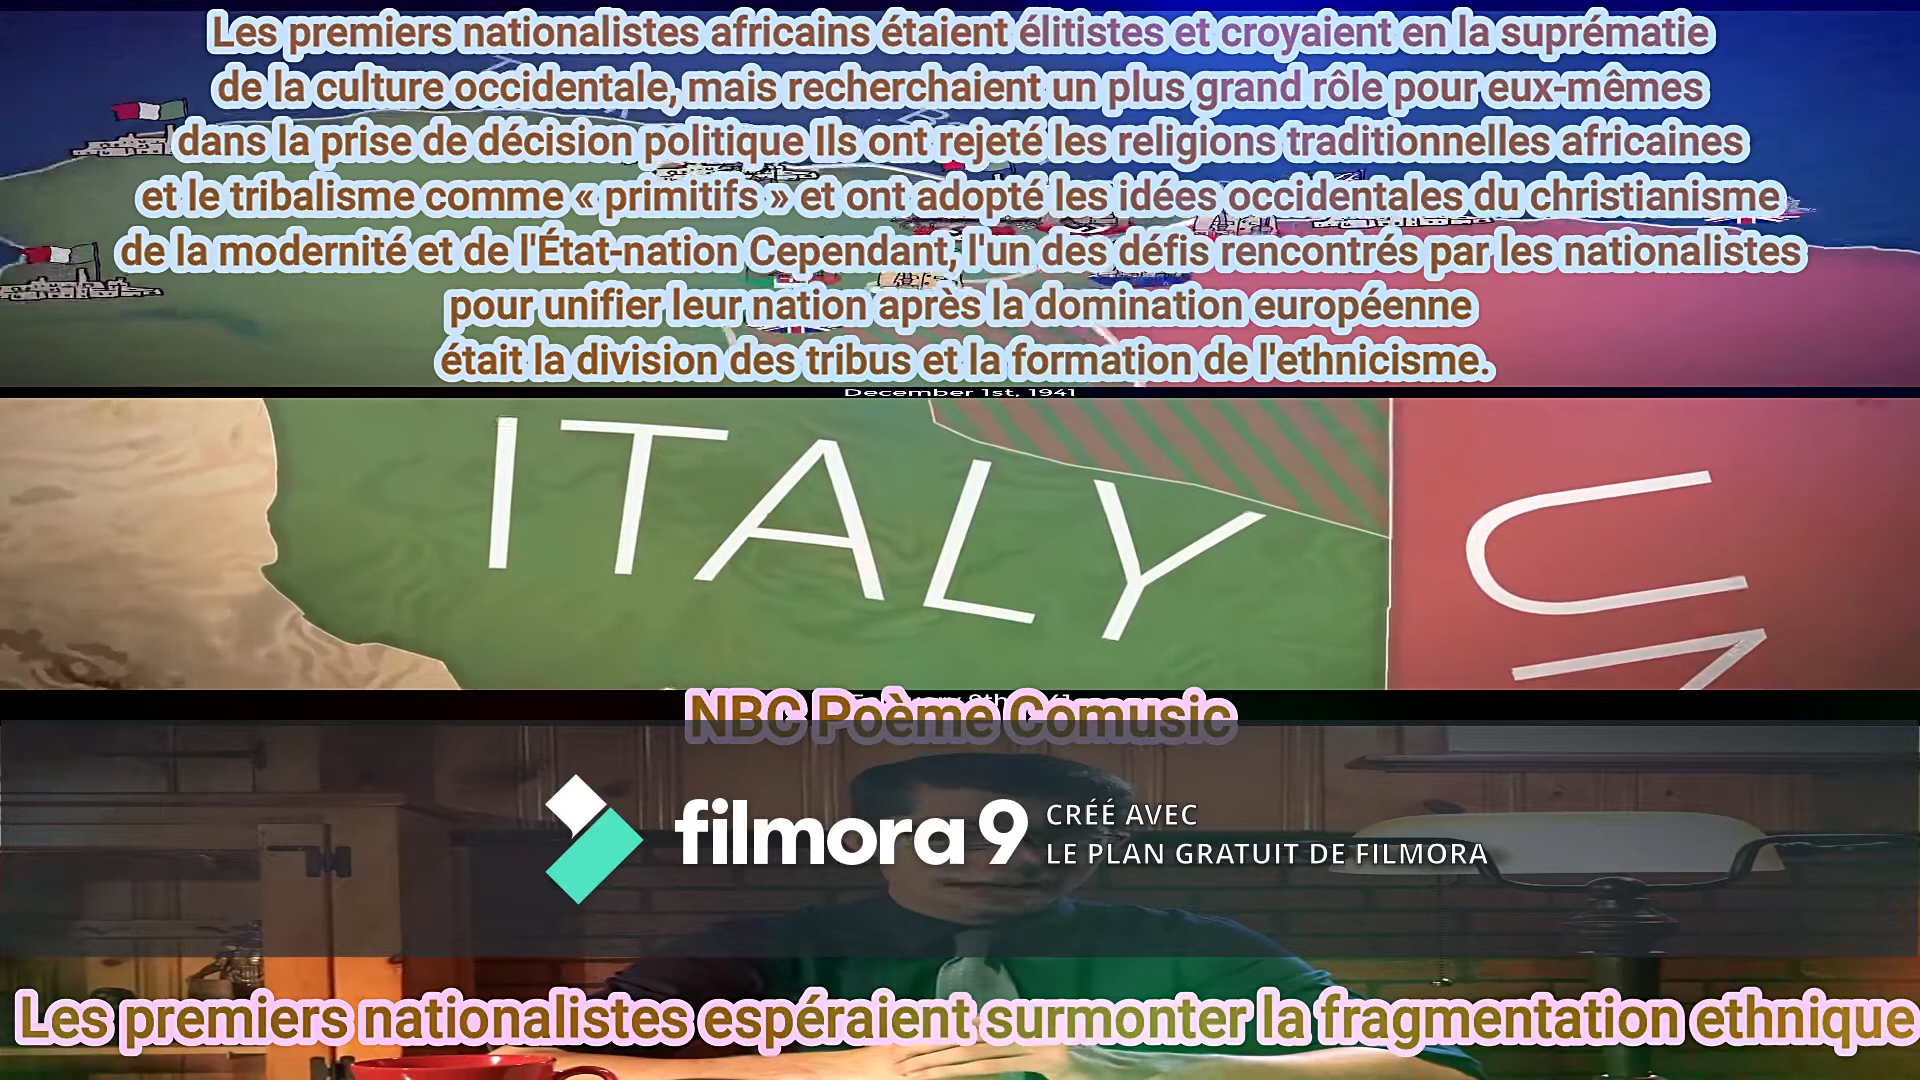 Les premiers nationalistes africains étaient élitistes et croyaient en la suprématie
de la culture occidentale, mais recherchaient un plus grand rôle pour eux-mêmes
dans la prise de décision politique Ils ont rejeté les religions traditionnelles africaines
et le tribalisme comme « primitifs » et ont adopté les idées occidentales du christianisme
de la modernité et de l'État-nation Cependant, l'un des défis rencontrés par les nationalistes
pour unifier leur nation après la domination européenne
était la division des tribus et la formation de l'ethnicisme.
December 1st, 1941
ITALY
NBC Poème Comusic
filmora 9 CRÉÉ AVEC
LE PLAN GRATUIT DE FILMORA
Les premiers nationalistes espéraient surmonter la fragmentation ethnique